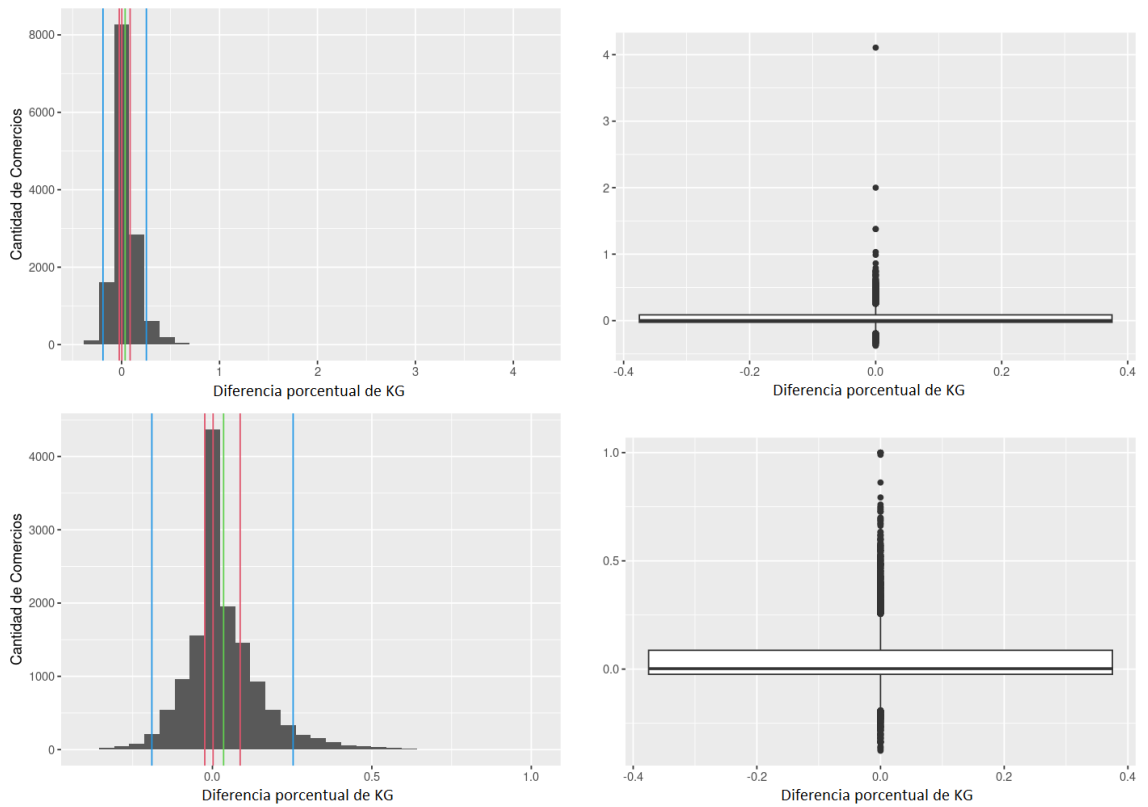 Cantidad de Comercios
8000
6000
4000
2000
0
0 1 2 3 4
Diferencia porcentual de KG
4
3
2
1
0
-0.4 -0.2 0.0 0.2 0.4
Diferencia porcentual de KG
Cantidad de Comercios
4000
3000
2000
1000
0
0.0 0.5 1.0
Diferencia porcentual de KG
1.0
0.5
0.0
-0.4 -0.2 0.0 0.2 0.4
Diferencia porcentual de KG